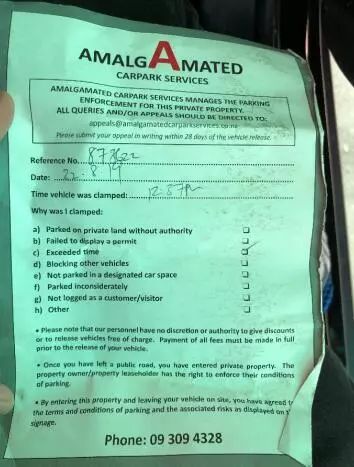 AMALGAMATED
CARPARK SERVICES
AMALGAMATED CARPARK SERVICES MANAGES THE PARKING
ENFORCEMENT FOR THIS PRIVATE PROPERTY.
ALL QUERIES AND/OR APPEALS SHOULD BE DIRECTED TO:
appeals@amalgamatedcarparkservices.co.nz
Please submit your appeal in writing within 28 days of the vehicle release.
Reference No.
Date: 22.8.19
Time vehicle was clamped: 12.37
Why was I clamped:
a) Parked on private land without authority
b) Failed to display a permit
c) Exceeded time
d) Blocking other vehicles
e) Not parked in a designated car space
f) Parked inconsiderately
g) Not logged as a customer/visitor
h) Other
• Please note that our personnel have no discretion or authority to give discounts
or to release vehicles free of charge. Payment of all fees must be made in full
prior to the release of your vehicle.
• Once you have left a public road, you have entered private property. The
property owner/property leaseholder has the right to enforce their conditions
of parking.
• By entering this property and leaving your vehicle on site, you have agreed
the terms and conditions of parking and the associated risks as displayed on
signage.
Phone: 09 309 4328